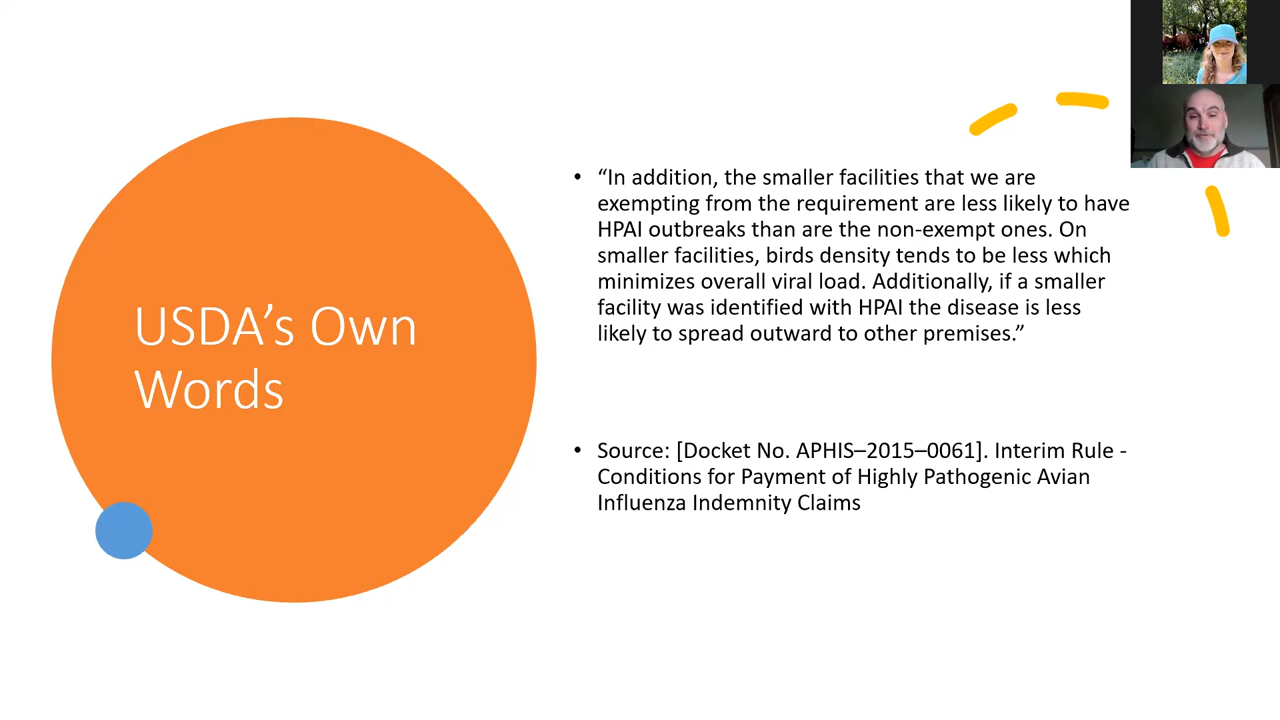 USDA’s Own
Words
• “In addition, the smaller facilities that we are
exempting from the requirement are less likely to have
HPAI outbreaks than are the non-exempt ones. On
smaller facilities, birds density tends to be less which
minimizes overall viral load. Additionally, if a smaller
facility was identified with HPAI the disease is less
likely to spread outward to other premises.”
• Source: [Docket No. APHIS–2015–0061]. Interim Rule -
Conditions for Payment of Highly Pathogenic Avian
Influenza Indemnity Claims